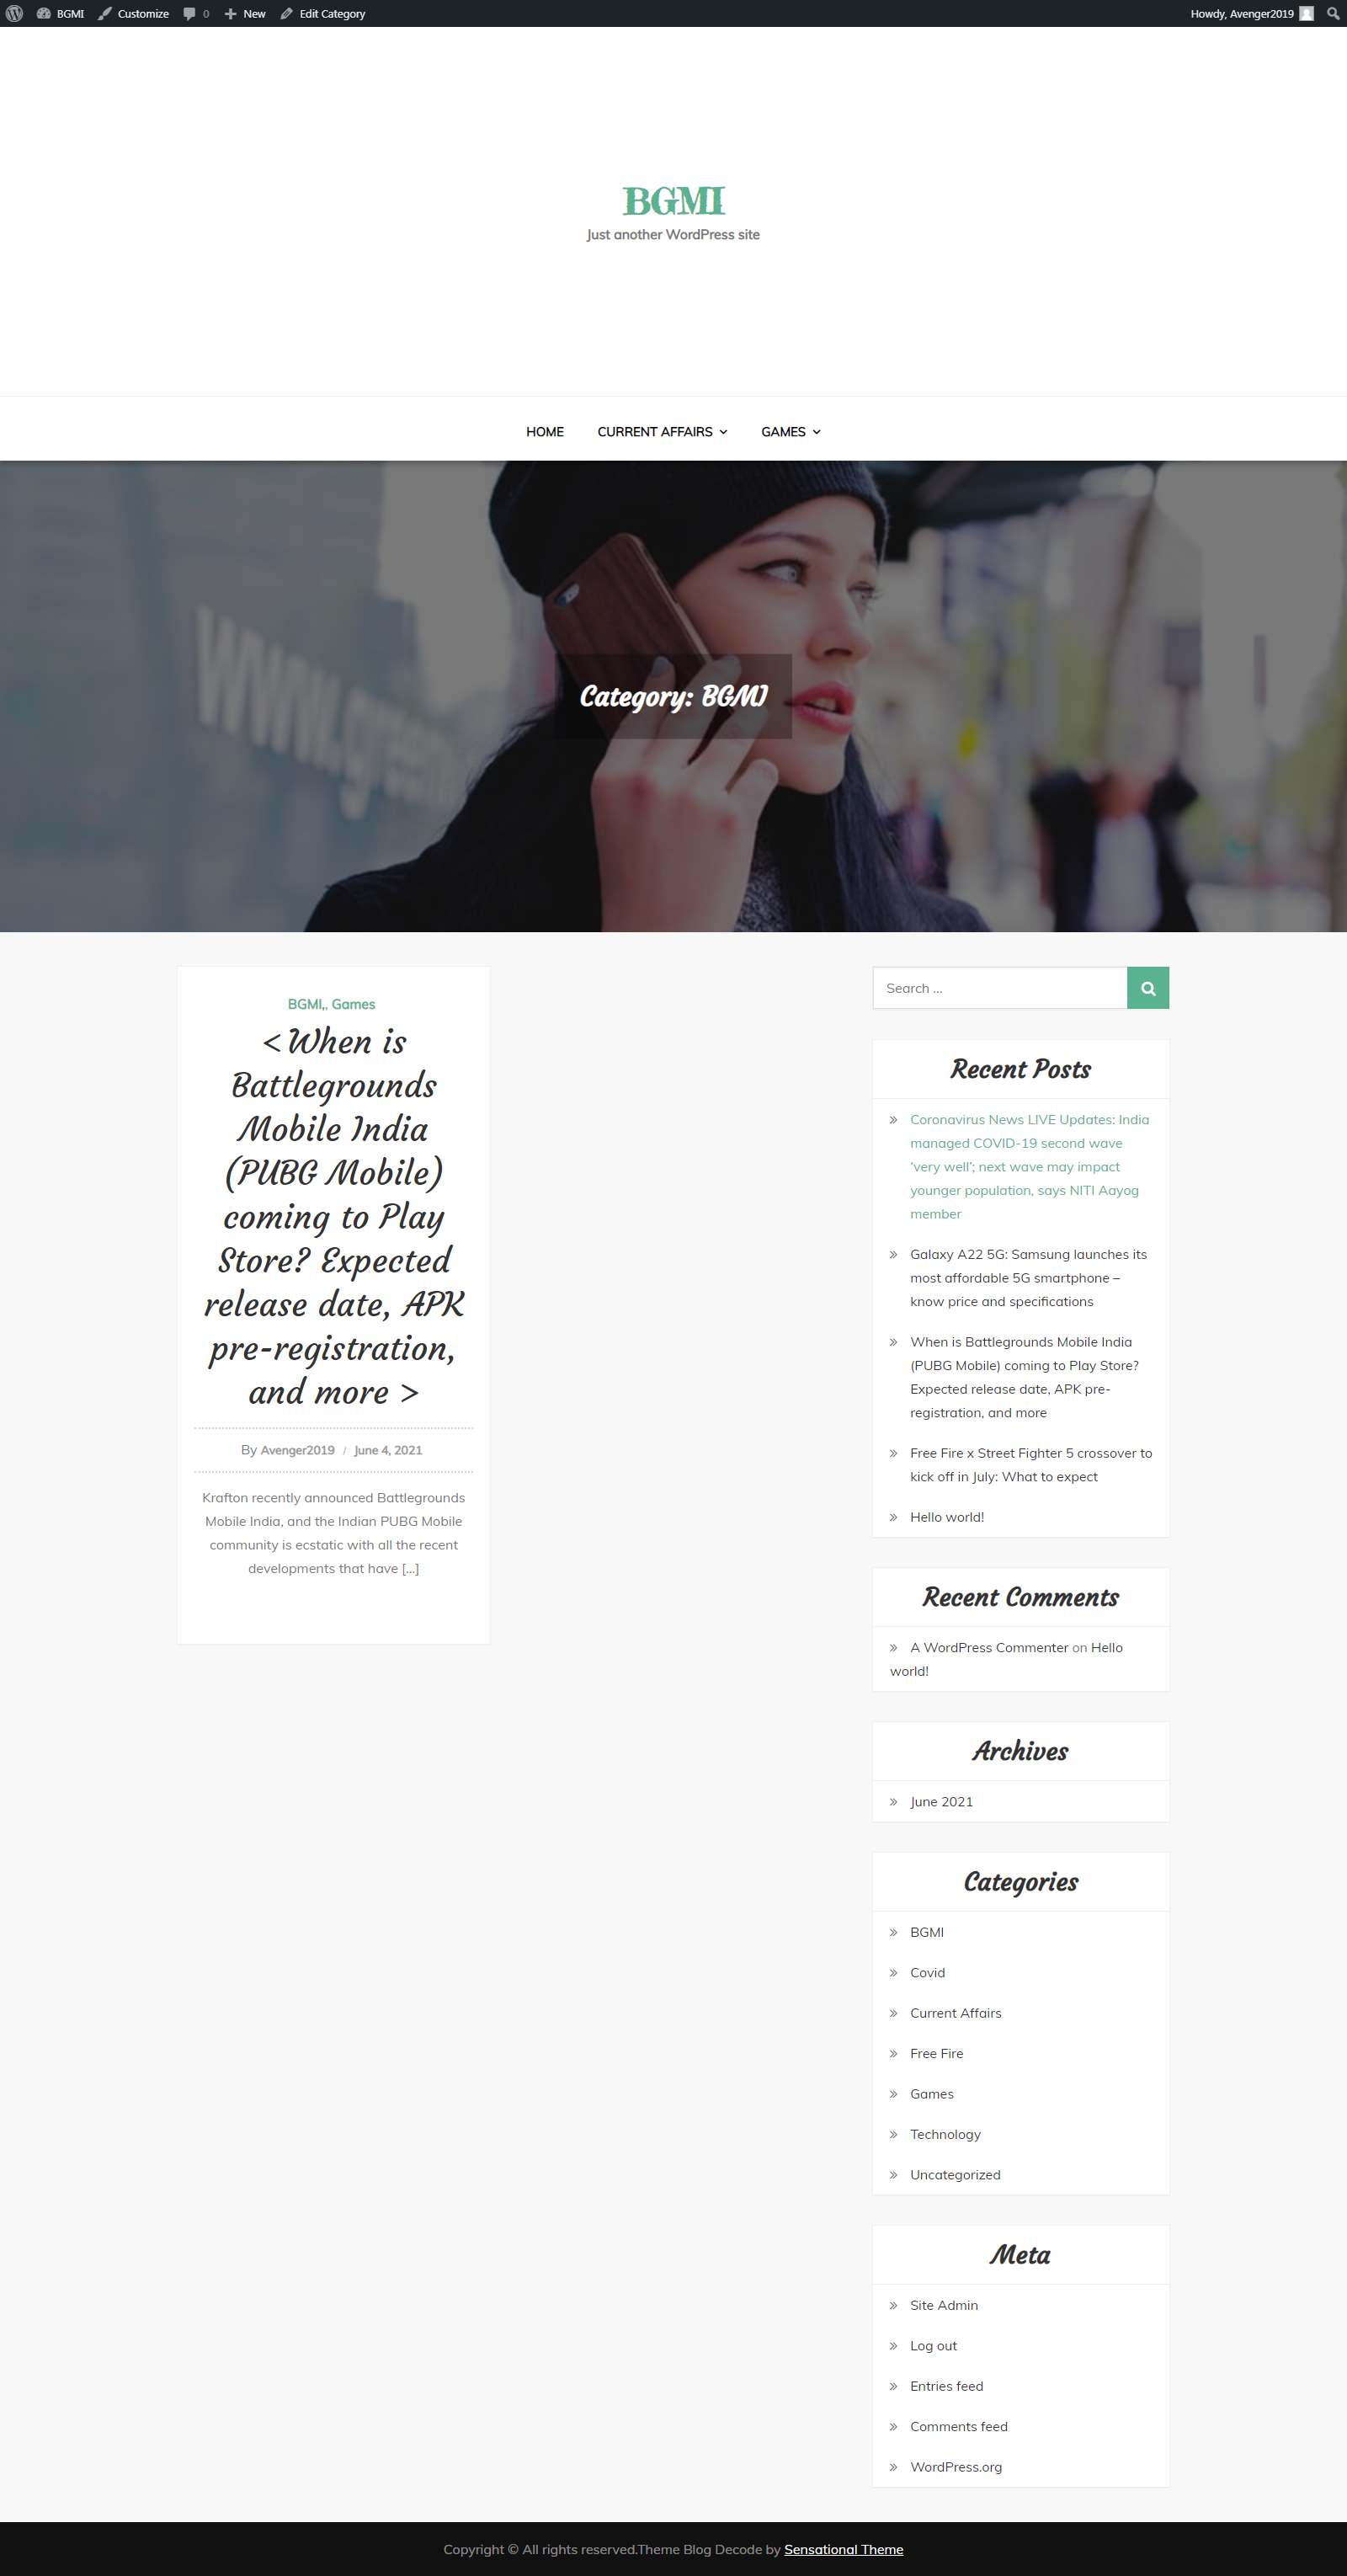 BGMI
Customize
0
New
Edit Category
Howdy, Avenger2019
BGMI
Just another WordPress site
HOME
CURRENT AFFAIRS
GAMES
www.green
Category: BGMI
BGMI,, Games
< When is
Battlegrounds
Mobile India
(PUBG Mobile)
coming to Play
Store? Expected
release date, APK
pre-registration,
and more >
By Avenger2019 / June 4, 2021
Krafton recently announced Battlegrounds
Mobile India, and the Indian PUBG Mobile
community is ecstatic with all the recent
developments that have [...]
Search ...
Recent Posts
Coronavirus News LIVE Updates: India
managed COVID-19 second wave
‘very well’; next wave may impact
younger population, says NITI Aayog
member
Galaxy A22 5G: Samsung launches its
most affordable 5G smartphone –
know price and specifications
When is Battlegrounds Mobile India
(PUBG Mobile) coming to Play Store?
Expected release date, APK pre-
registration, and more
Free Fire x Street Fighter 5 crossover to
kick off in July: What to expect
Hello world!
Recent Comments
A WordPress Commenter on Hello
world!
Archives
June 2021
Categories
BGMI
Covid
Current Affairs
Free Fire
Games
Technology
Uncategorized
Meta
Site Admin
Log out
Entries feed
Comments feed
WordPress.org
Copyright © All rights reserved.Theme Blog Decode by Sensational Theme